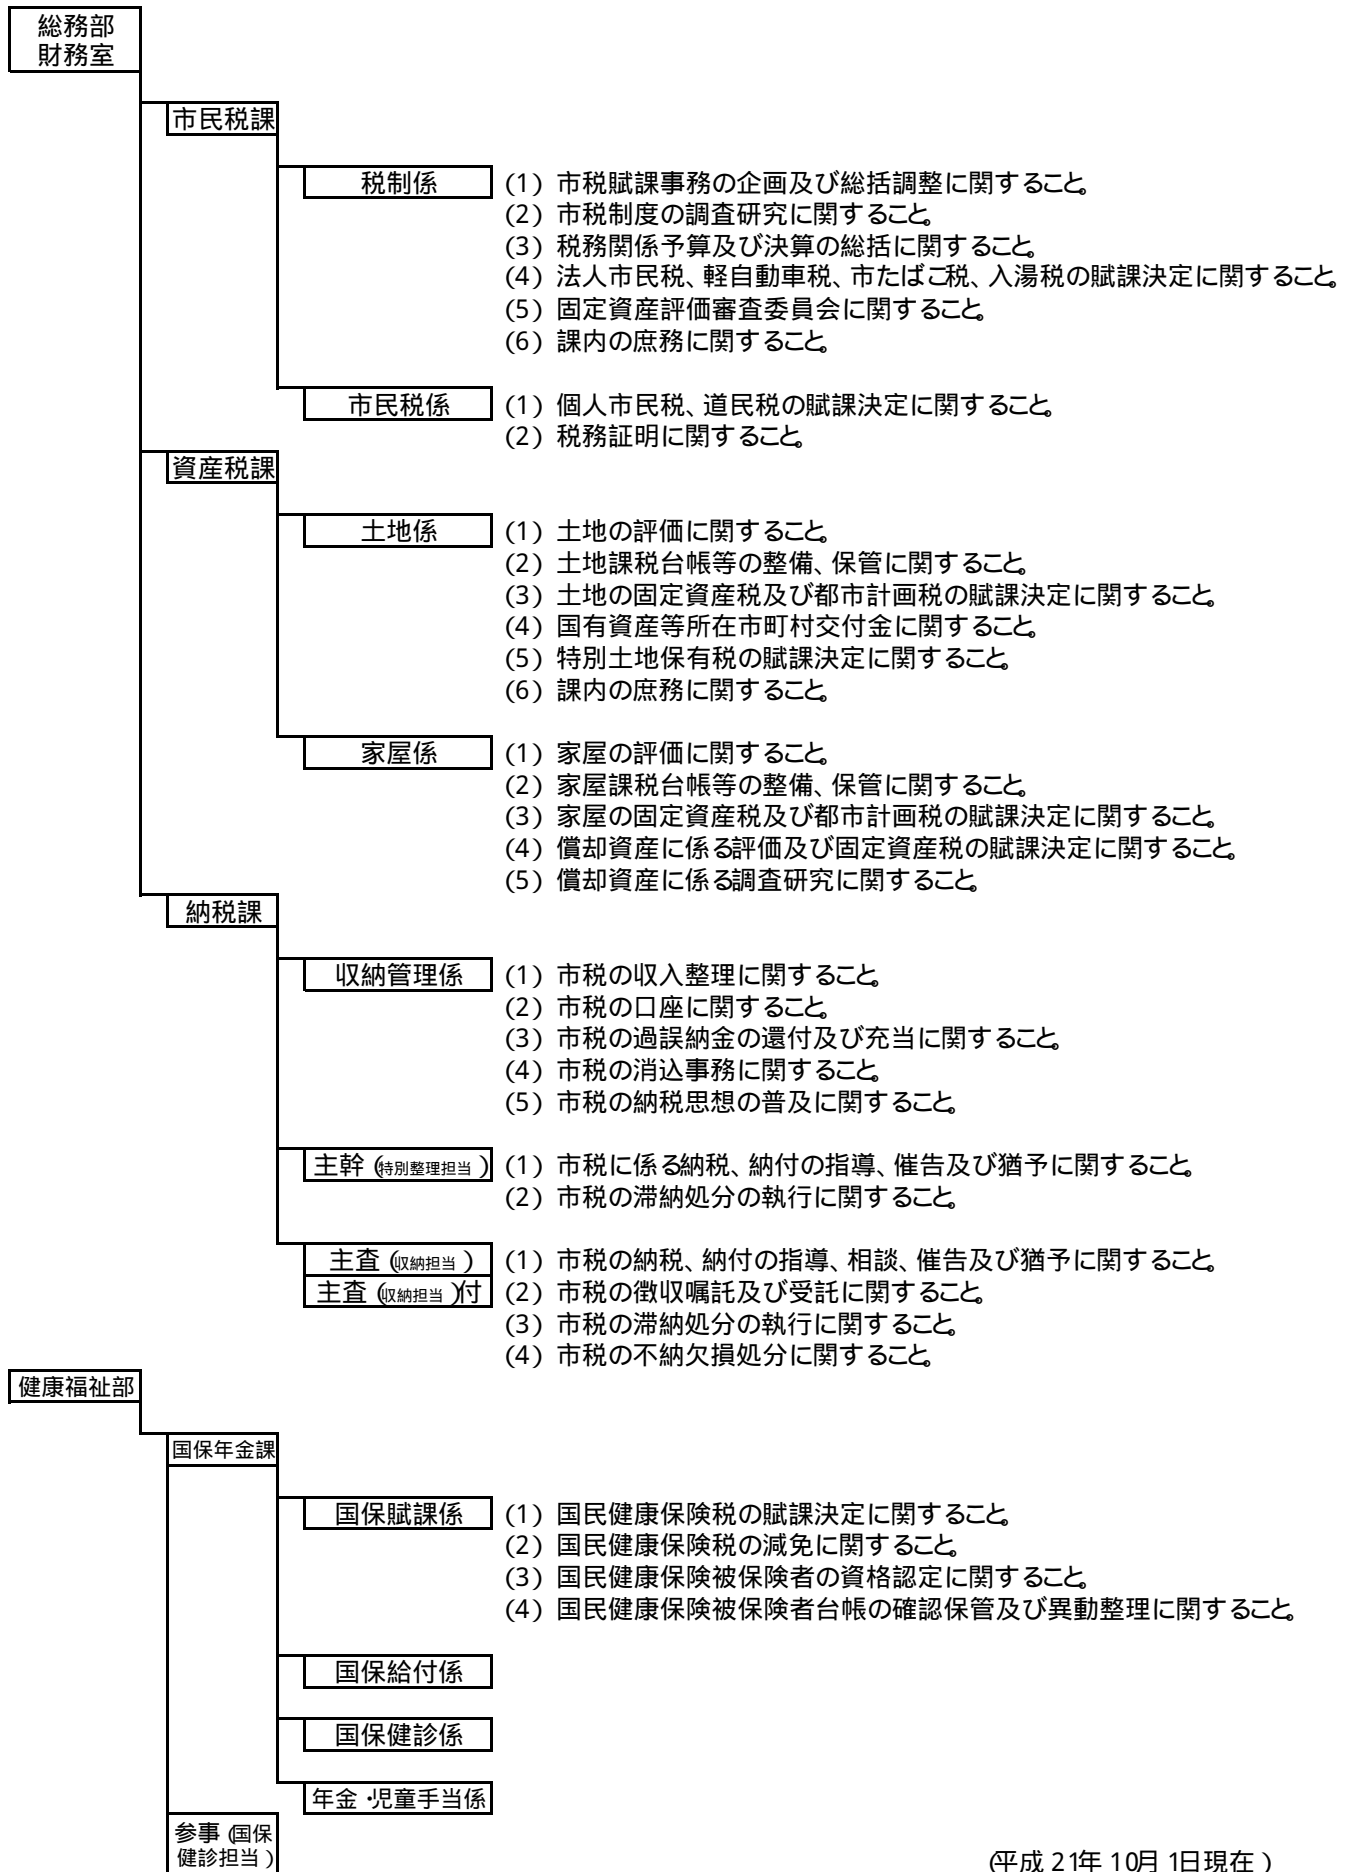 総務部
財務室
市民税課
税制係 (1) 市税賦課事務の企画及び総括調整に関すること。
(2) 市税制度の調査研究に関すること。
(3) 税務関係予算及び決算の総括に関すること。
(4) 法人市民税、軽自動車税、市たばこ税、入湯税の賦課決定に関すること。
(5) 固定資産評価審査委員会に関すること。
(6) 課内の庶務に関すること。
市民税係 (1) 個人市民税、道民税の賦課決定に関すること。
(2) 税務証明に関すること。
資産税課
土地係 (1) 土地の評価に関すること。
(2) 土地課税台帳等の整備、保管に関すること。
(3) 土地の固定資産税及び都市計画税の賦課決定に関すること。
(4) 国有資産等所在市町村交付金に関すること。
(5) 特別土地保有税の賦課決定に関すること。
(6) 課内の庶務に関すること。
家屋係 (1) 家屋の評価に関すること。
(2) 家屋課税台帳等の整備、保管に関すること。
(3) 家屋の固定資産税及び都市計画税の賦課決定に関すること。
(4) 償却資産に係る評価及び固定資産税の賦課決定に関すること。
(5) 償却資産に係る調査研究に関すること。
納税課
収納管理係 (1) 市税の収入整理に関すること。
(2) 市税の口座に関すること。
(3) 市税の過誤納金の還付及び充当に関すること。
(4) 市税の消込事務に関すること。
(5) 市税の納税思想の普及に関すること。
主幹(特別整理担当) (1) 市税に係る納税、納付の指導、催告及び猶予に関すること。
(2) 市税の滞納処分の執行に関すること。
主査(収納担当) (1) 市税の納税、納付の指導、相談、催告及び猶予に関すること。
主査(収納担当)付 (2) 市税の徴収嘱託及び受託に関すること。
(3) 市税の滞納処分の執行に関すること。
(4) 市税の不納欠損処分に関すること。
健康福祉部
国保年金課
国保賦課係 (1) 国民健康保険税の賦課決定に関すること。
(2) 国民健康保険税の減免に関すること。
(3) 国民健康保険被保険者の資格認定に関すること。
(4) 国民健康保険被保険者台帳の確認保管及び異動整理に関すること。
国保給付係
国保健診係
年金・児童手当係
参事(国保
健診担当)
(平成21年10月1日現在)